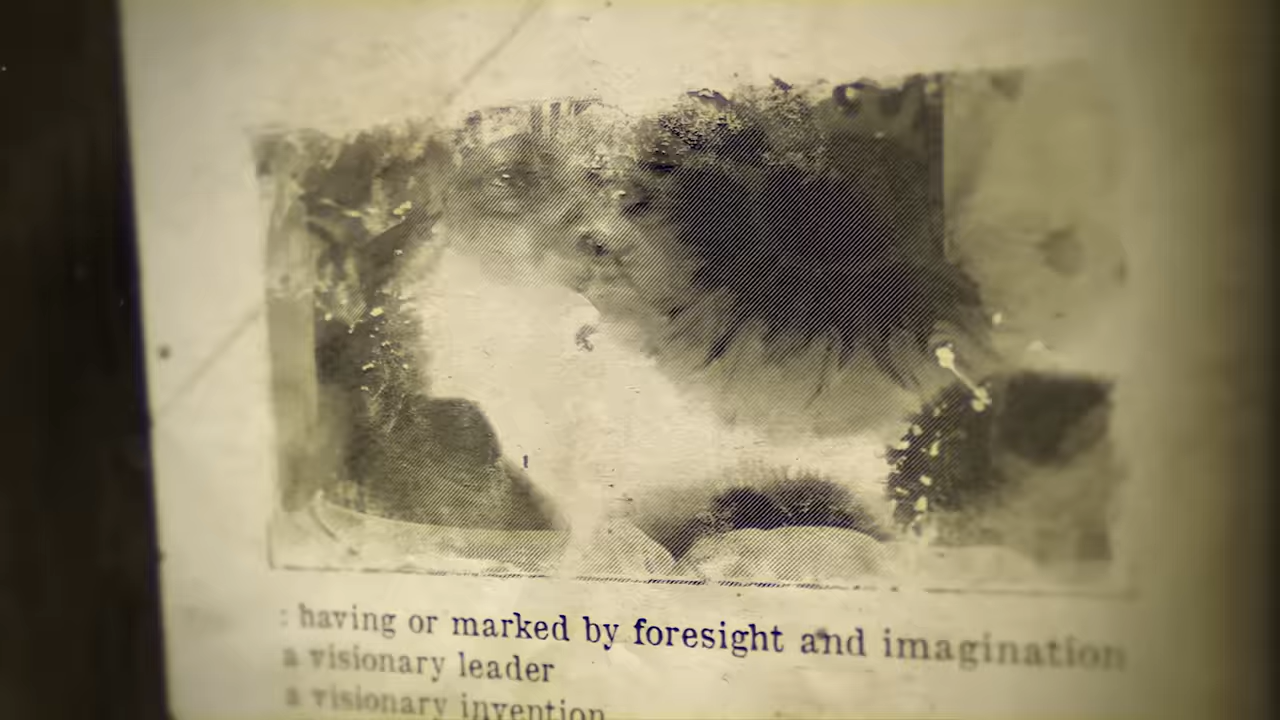 : having or marked by foresight and imagination
a visionary leader
a visionary invention